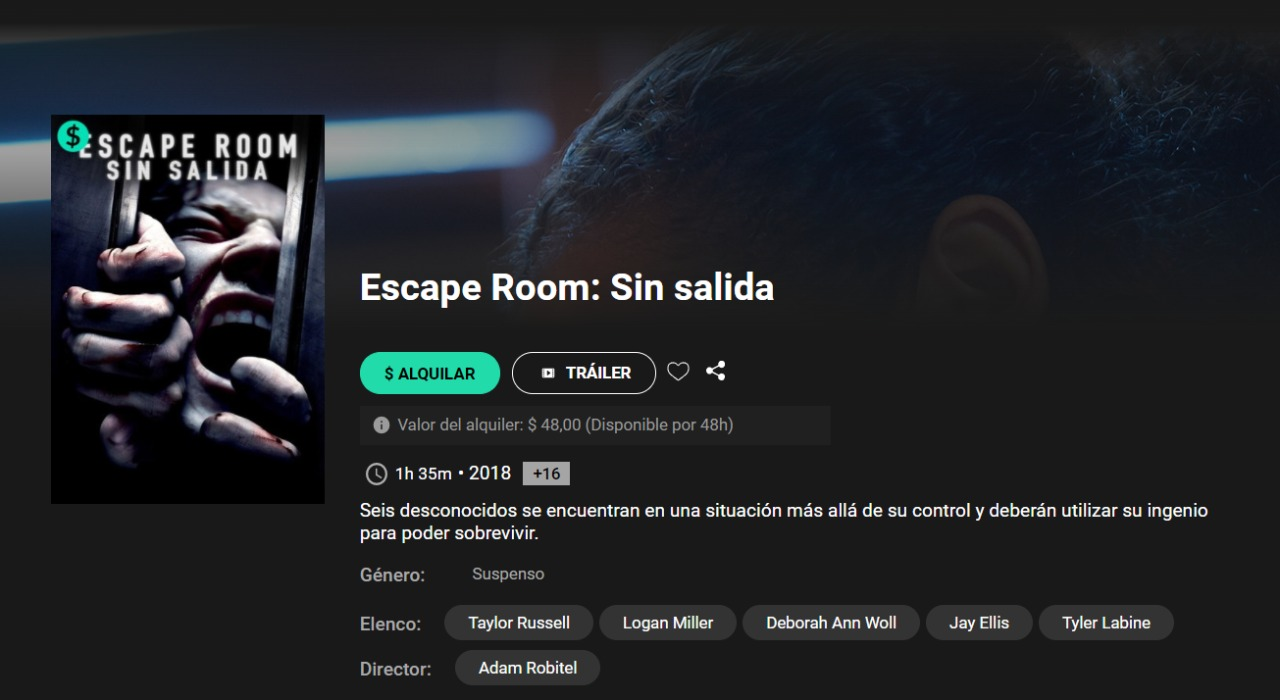 $
ESCAPE ROOM
SIN SALIDA
Escape Room: Sin salida
$ ALQUILAR
TRÁILER
Valor del alquiler: $ 48,00 (Disponible por 48h)
1h 35m • 2018 +16
Seis desconocidos se encuentran en una situación más allá de su control y deberán utilizar su ingenio
para poder sobrevivir.
Género: Suspenso
Elenco: Taylor Russell Logan Miller Deborah Ann Woll Jay Ellis Tyler Labine
Director: Adam Robitel